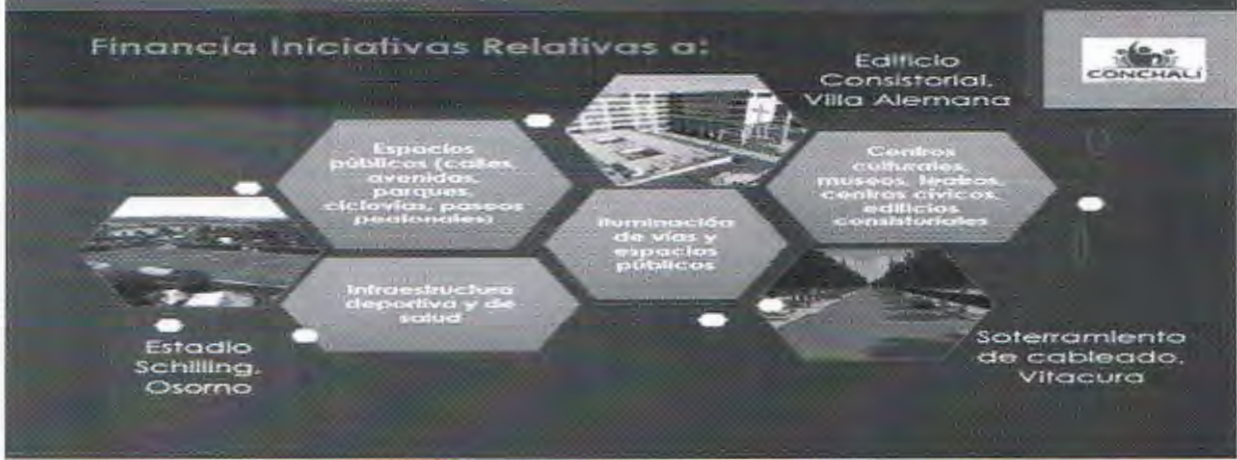 Financia Iniciativas Relativas a:
Edificio
Consistorial,
Villa Alemana
CONCHALÍ
Espacios
públicos (calles,
avenidas,
parques,
ciclovías, paseos
peatonales)
Centros
culturales,
museos, teatros,
centros cívicos,
edificios
consistoriales
Iluminación
de vías y
espacios
públicos
Infraestructura
deportiva y de
salud
Estadio
Schilling,
Osorno
Soterramiento
de cableado,
Vitacura